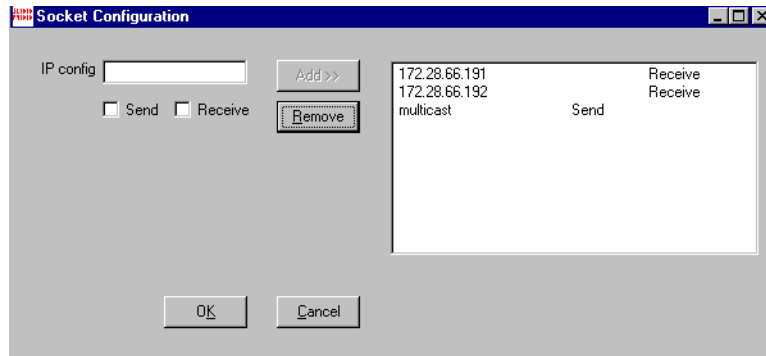 Socket Configuration
IP config
Add >>
Send Receive
Remove
172.28.66.191 Receive
172.28.66.192 Receive
multicast Send
OK
Cancel